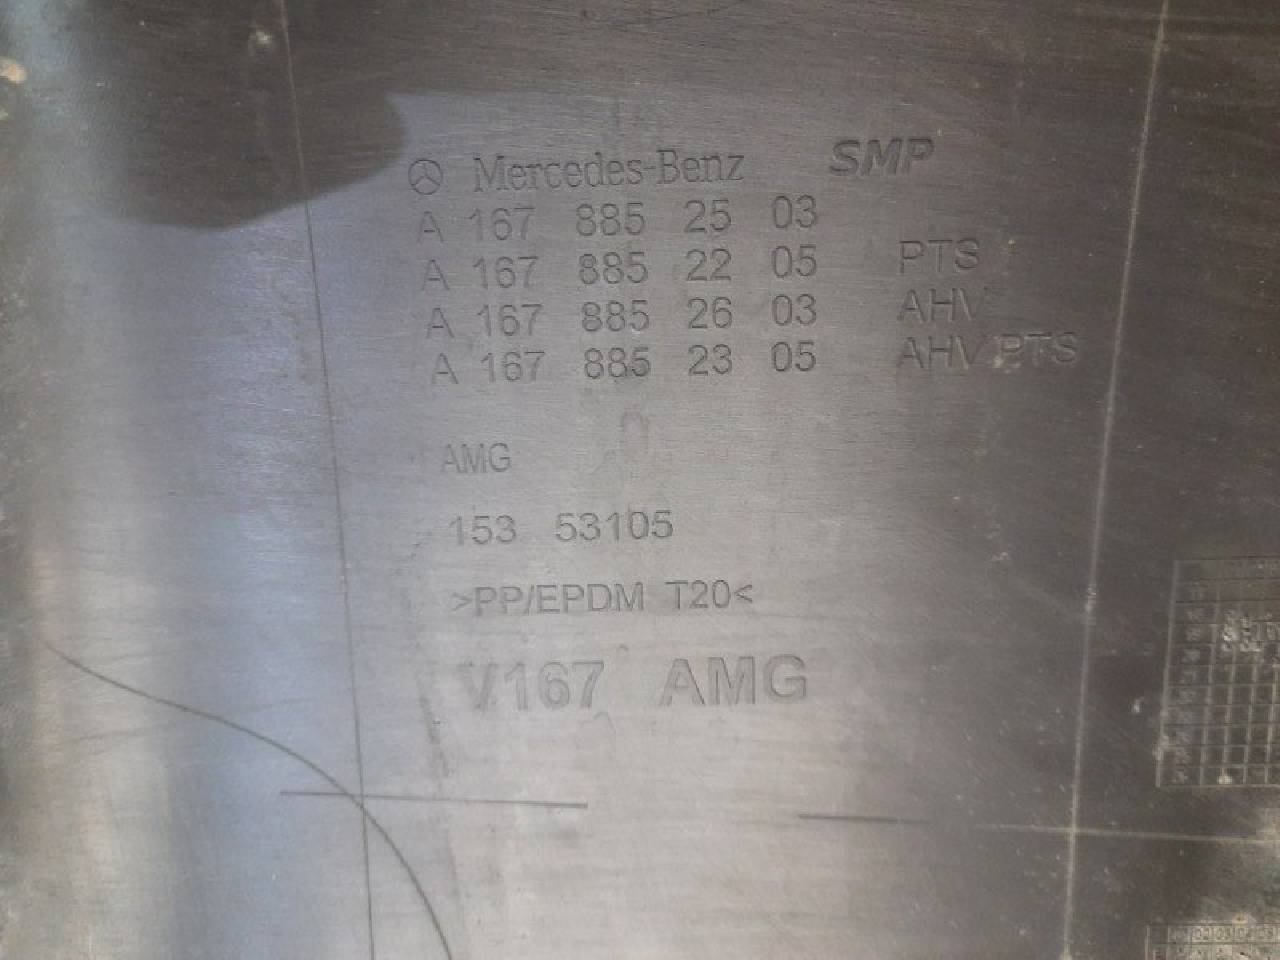 Mercedes-Benz SMP
A 167 885 25 03
A 167 885 22 05 PTS
A 167 885 26 03 AHV
A 167 885 23 05 AHV PTS
AMG
153 53105
>PP/EPDM T20<
V167 AMG